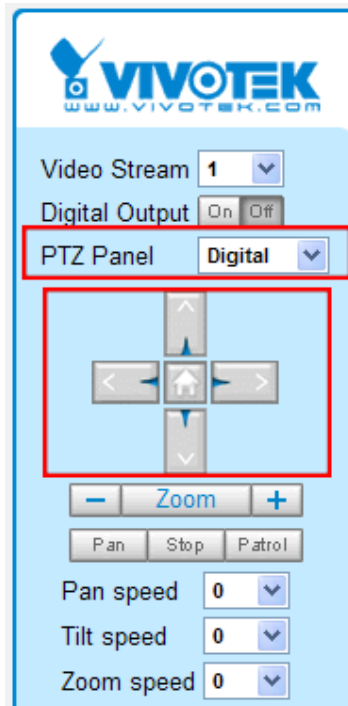 VIVOTEK
www.vivotek.com
Video Stream 1
Digital Output On Off
PTZ Panel Digital
− Zoom +
Pan Stop Patrol
Pan speed 0
Tilt speed 0
Zoom speed 0